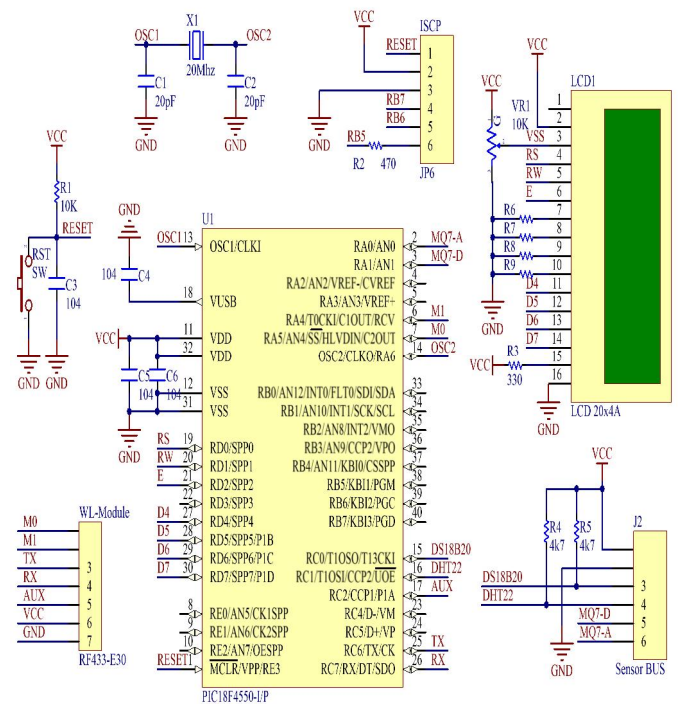 OSC1 X1 OSC2
20Mhz
C1
20pF
C2
20pF
GND GND
VCC
ISCP
RESET 1
2
3
RB7 4
RB6 5
RB5 6
R2 470
GND
JP6
VCC
VCC
LCD1
VR1
10K
1
2
VSS 3
RS 4
RW 5
E 6
R6 7
R7 8
R8 9
R9 10
D4 11
D5 12
D6 13
D7 14
VCC R3 15
330
16
GND
GND
LCD 20x4A
VCC
R1
10K
RESET
RST
SW
C3
104
GND GND
GND
104 C4
VCC
C5 C6
104 104
GND
U1
OSC1 13 OSC1/CLKI
18 VUSB
11 VDD
32 VDD
12 VSS
31 VSS
RS 19 RD0/SPP0
RW 20 RD1/SPP1
E 21 RD2/SPP2
22 RD3/SPP3
D4 27 RD4/SPP4
D5 28 RD5/SPP5/P1B
D6 29 RD6/SPP6/P1C
D7 30 RD7/SPP7/P1D
8 RE0/AN5/CK1SPP
9 RE1/AN6/CK2SPP
10 RE2/AN7/OESPP
RESET 1 MCLR/VPP/RE3
RA0/AN0 2 MQ7-A
RA1/AN1 3 MQ7-D
RA2/AN2/VREF-/CVREF 4
RA3/AN3/VREF+ 5
RA4/T0CKI/C1OUT/RCV 6 M1
RA5/AN4/SS/HLVDIN/C2OUT 7 M0
OSC2/CLKO/RA6 14 OSC2
RB0/AN12/INT0/FLT0/SDI/SDA 33
RB1/AN10/INT1/SCK/SCL 34
RB2/AN8/INT2/VMO 35
RB3/AN9/CCP2/VPO 36
RB4/AN11/KBI0/CSSPP 37
RB5/KBI1/PGM 38
RB6/KBI2/PGC 39
RB7/KBI3/PGD 40
RC0/T1OSO/T13CKI 15 DS18B20
RC1/T1OSI/CCP2/UOE 16 DHT22
RC2/CCP1/P1A 17 AUX
RC4/D-/VM 23
RC5/D+/VP 24
RC6/TX/CK 25 TX
RC7/RX/DT/SDO 26 RX
PIC18F4550-I/P
WL-Module
M0
M1
TX 3
RX 4
AUX 5
VCC 6
GND 7
RF433-E30
VCC
R4
4k7
R5
4k7
J2
DS18B20 3
DHT22 4
MQ7-D 5
MQ7-A 6
GND
Sensor BUS